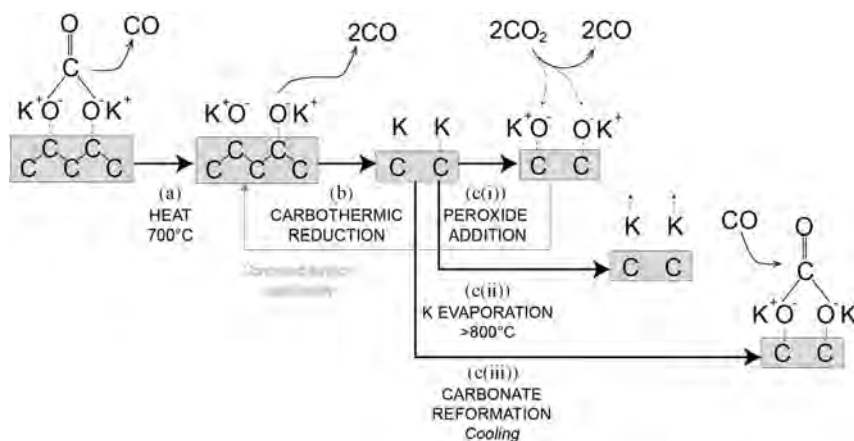 O
C
CO
K⁺O⁻ O⁻K⁺
C C C C C
(a)
HEAT
700°C
2CO
K⁺O⁻ O⁻K⁺
C C C C C
(b)
CARBOTHERMIC
REDUCTION
K K
C C
(c(i))
PEROXIDE
ADDITION
2CO₂ 2CO
K⁺O⁻ O⁻K⁺
C C
K K
C C
(c(ii))
K EVAPORATION
>800°C
CO
O
C
K⁺O⁻ O⁻K
C C
(c(iii))
CARBONATE
REFORMATION
Cooling